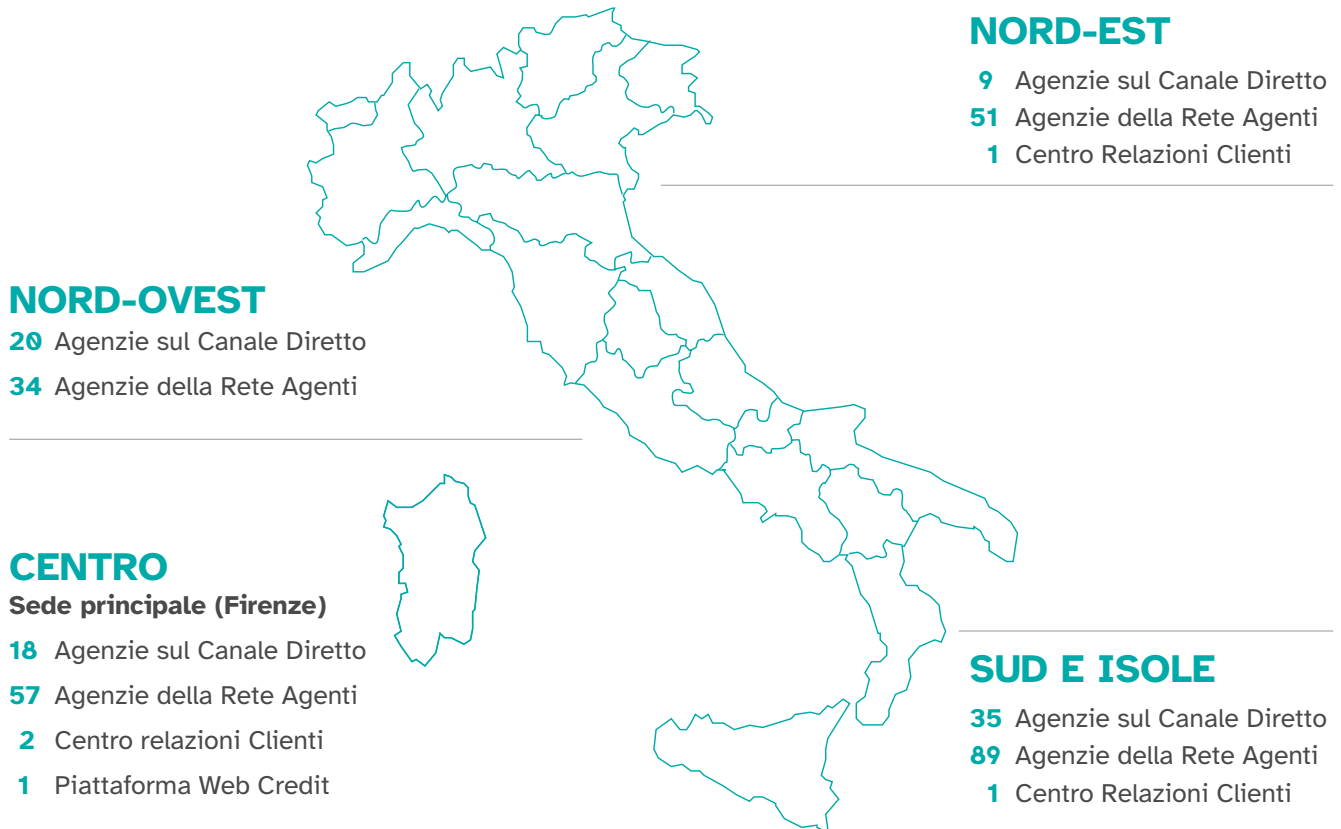 NORD-EST
9 Agenzie sul Canale Diretto
51 Agenzie della Rete Agenti
1 Centro Relazioni Clienti
NORD-OVEST
20 Agenzie sul Canale Diretto
34 Agenzie della Rete Agenti
CENTRO
Sede principale (Firenze)
18 Agenzie sul Canale Diretto
57 Agenzie della Rete Agenti
2 Centro relazioni Clienti
1 Piattaforma Web Credit
SUD E ISOLE
35 Agenzie sul Canale Diretto
89 Agenzie della Rete Agenti
1 Centro Relazioni Clienti